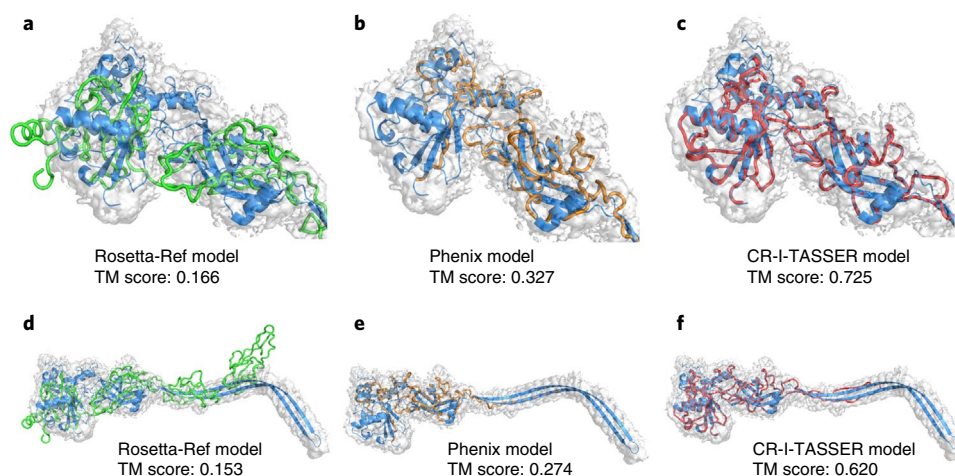 a
b
c
Rosetta-Ref model
TM score: 0.166
Phenix model
TM score: 0.327
CR-I-TASSER model
TM score: 0.725
d
e
f
Rosetta-Ref model
TM score: 0.153
Phenix model
TM score: 0.274
CR-I-TASSER model
TM score: 0.620